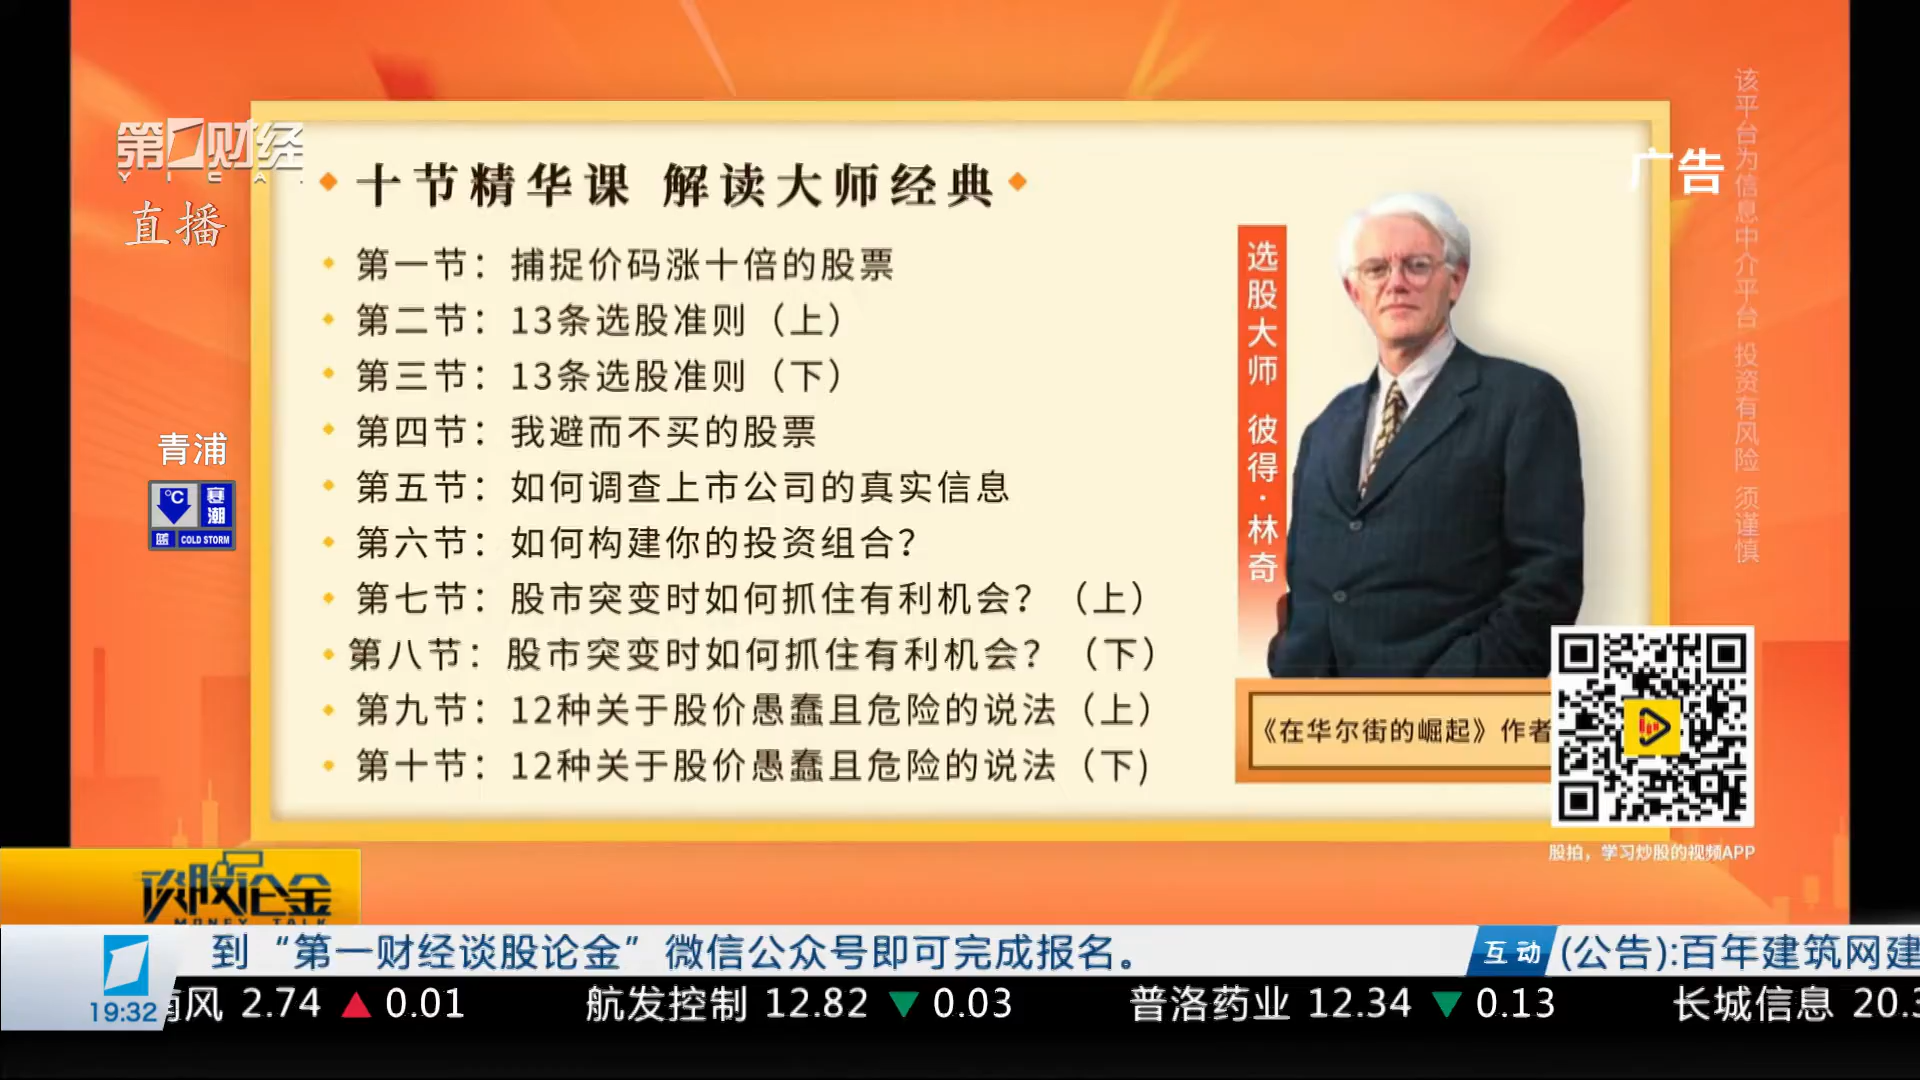 第一财经
YICAI
直播
广告
该平台为信息中介平台 投资有风险 须谨慎
十节精华课 解读大师经典
第一节：捕捉价码涨十倍的股票
第二节：13条选股准则（上）
第三节：13条选股准则（下）
第四节：我避而不买的股票
第五节：如何调查上市公司的真实信息
第六节：如何构建你的投资组合？
第七节：股市突变时如何抓住有利机会？（上）
第八节：股市突变时如何抓住有利机会？（下）
第九节：12种关于股价愚蠢且危险的说法（上）
第十节：12种关于股价愚蠢且危险的说法（下)
选股大师 彼得·林奇
《在华尔街的崛起》作者
青浦
℃
寒潮
蓝 COLD STORM
股拍，学习炒股的视频APP
谈股论金
MONEY TALK
到“第一财经谈股论金”微信公众号即可完成报名。
互动 (公告):百年建筑网建
19:32
风 2.74 ▲ 0.01 航发控制 12.82 ▼ 0.03 普洛药业 12.34 ▼ 0.13 长城信息 20.3